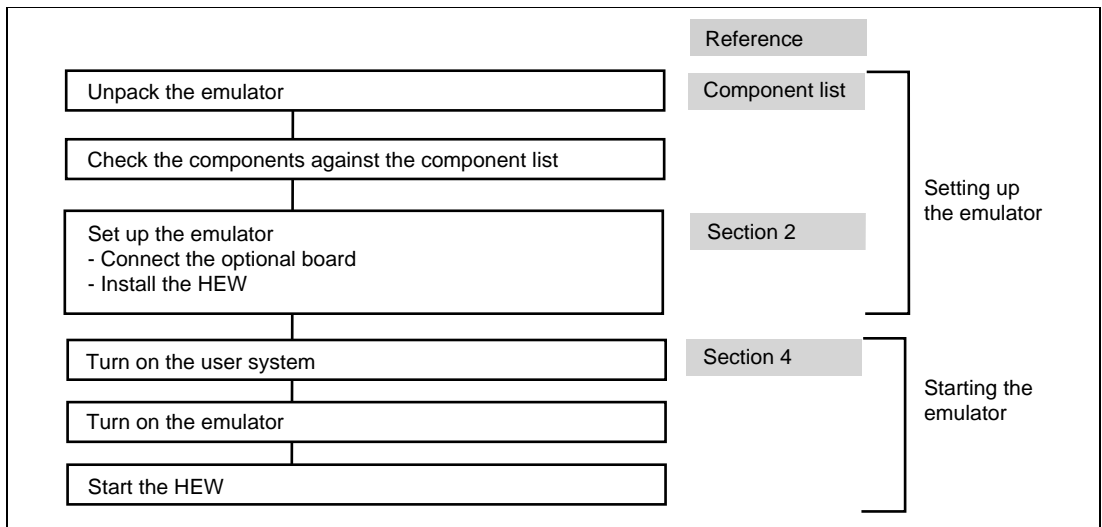 Reference
Unpack the emulator
Component list
Check the components against the component list
Setting up
the emulator
Set up the emulator
- Connect the optional board
- Install the HEW
Section 2
Turn on the user system
Section 4
Starting the
emulator
Turn on the emulator
Start the HEW